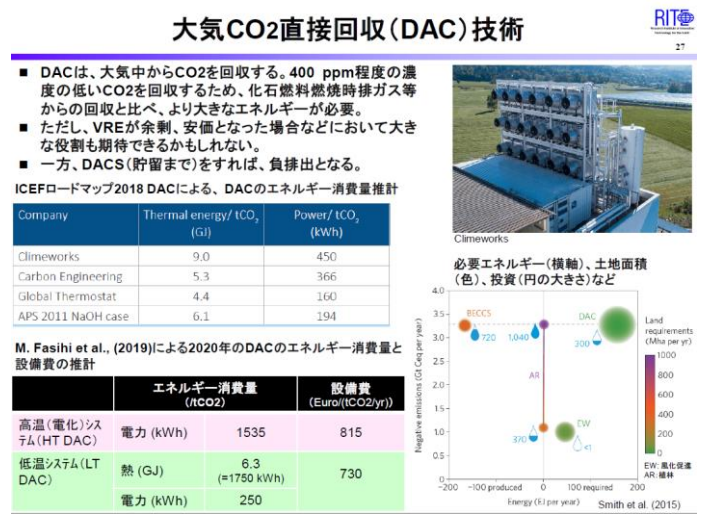 大気CO2直接回収（DAC）技術
RITE
27
■ DACは、大気中からCO2を回収する。400 ppm程度の濃
度の低いCO2を回収するため、化石燃料燃焼時排ガス等
からの回収と比べ、より大きなエネルギーが必要。
■ ただし、VREが余剰、安価となった場合などにおいて大き
な役割も期待できるかもしれない。
■ 一方、DACS（貯留まで）をすれば、負排出となる。
ICEFロードマップ2018 DACによる、DACのエネルギー消費量推計
Company Thermal energy/ tCO2 (GJ) Power/ tCO2 (kWh)
Climeworks 9.0 450
Carbon Engineering 5.3 366
Global Thermostat 4.4 160
APS 2011 NaOH case 6.1 194
M. Fasihi et al., (2019)による2020年のDACのエネルギー消費量と
設備費の推計
エネルギー消費量 設備費
(/tCO2) (Euro/(tCO2/yr))
高温（電化）シス
テム(HT DAC) 電力 (kWh) 1535 815
低温システム(LT
DAC) 熱 (GJ) 6.3
(=1750 kWh) 730
電力 (kWh) 250
Climeworks
必要エネルギー（横軸）、土地面積
（色）、投資（円の大きさ）など
Negative emissions (Gt Ceq per year)
4.0
3.5
3.0
2.5
2.0
1.5
1.0
0.5
0
BECCS
720
1,040
DAC
300
AR
370
EW
<1
−200 −100 produced 0 100 required 200
Energy (EJ per year)
Land
requirements
(Mha per yr)
1000
800
600
400
200
0
EW: 風化促進
AR: 植林
Smith et al. (2015)